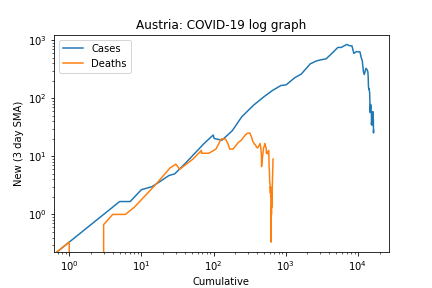 Austria: COVID-19 log graph
Cases
Deaths
New (3 day SMA)
10³
10²
10¹
10⁰
10⁰ 10¹ 10² 10³ 10⁴
Cumulative